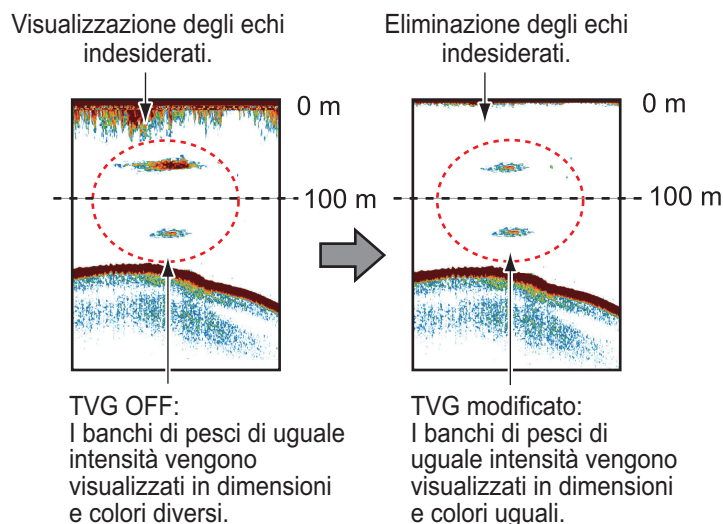 Visualizzazione degli echi
indesiderati.
Eliminazione degli echi
indesiderati.
0 m
0 m
100 m
100 m
TVG OFF:
I banchi di pesci di uguale
intensità vengono
visualizzati in dimensioni
e colori diversi.
TVG modificato:
I banchi di pesci di
uguale intensità vengono
visualizzati in dimensioni
e colori uguali.